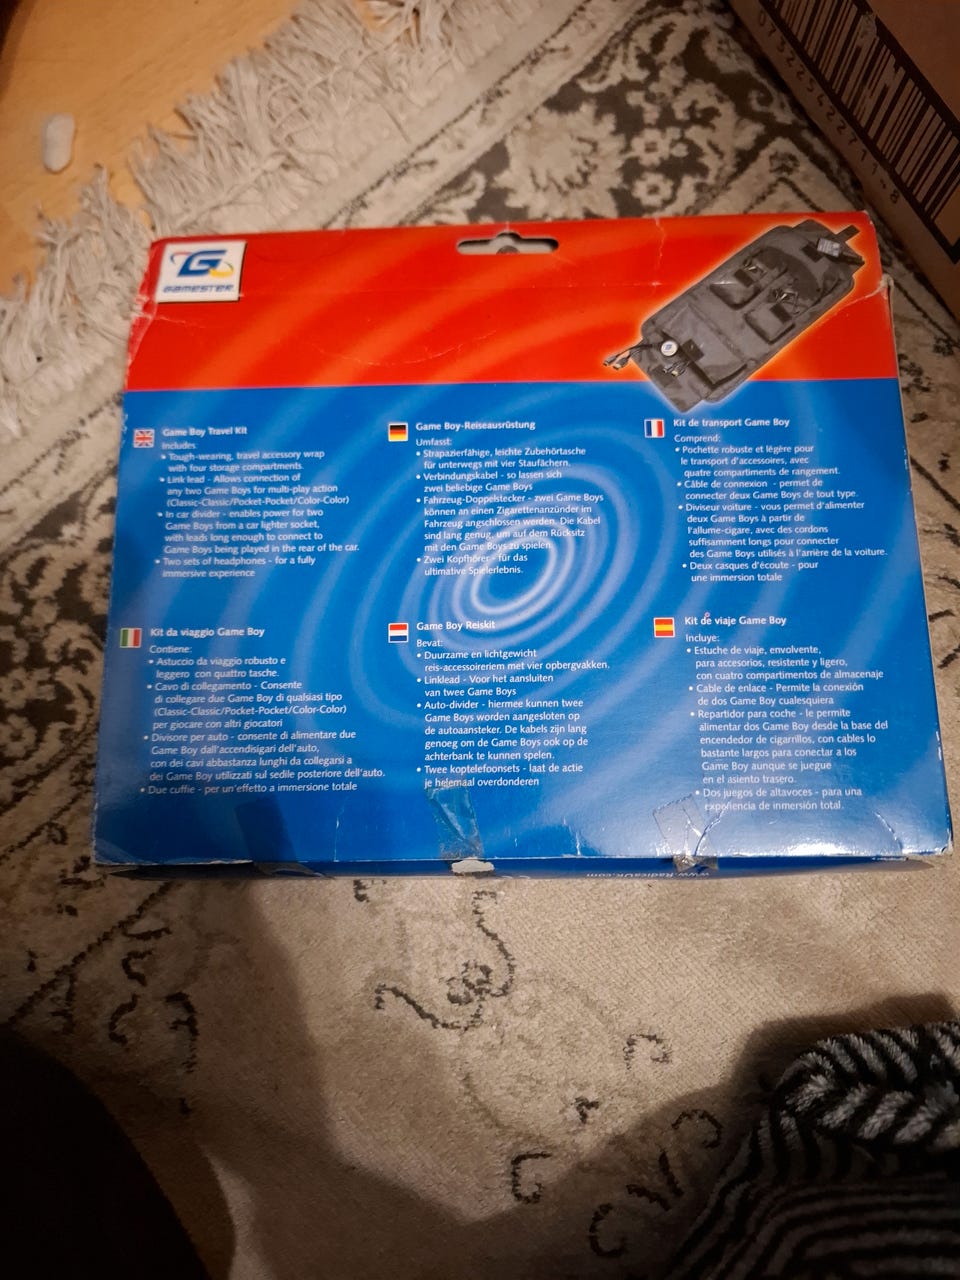 GAMESTER
Game Boy Travel Kit
Includes:
• Tough-wearing, travel accessory wrap
with four storage compartments.
• Link lead - Allows connection of
any two Game Boys for multi-play action
(Classic-Classic/Pocket-Pocket/Color-Color)
• In car divider - enables power for two
Game Boys from a car lighter socket,
with leads long enough to connect to
Game Boys being played in the rear of the car.
• Two sets of headphones - for a fully
immersive experience
Game Boy-Reiseausrüstung
Umfasst:
• Strapazierfähige, leichte Zubehörtasche
für unterwegs mit vier Staufächern.
• Verbindungskabel - so lassen sich
zwei beliebige Game Boys
• Fahrzeug-Doppelstecker - zwei Game Boys
können an einen Zigarettenanzünder im
Fahrzeug angschlossen werden. Die Kabel
sind lang genug, um auf dem Rücksitz
mit den Game Boys zu spielen.
• Zwei Kopfhörer - für das
ultimative Spielerlebnis.
Kit de transport Game Boy
Comprend:
• Pochette robuste et légère pour
le transport d'accessoires, avec
quatre compartiments de rangement.
• Câble de connexion - permet de
connecter deux Game Boys de tout type.
• Diviseur voiture - vous permet d'alimenter
deux Game Boys à partir de
l'allume-cigare, avec des cordons
suffisamment longs pour connecter
des Game Boys utilisés à l'arrière de la voiture.
• Deux casques d'écoute - pour
une immersion totale
Kit da viaggio Game Boy
Contiene:
• Astuccio da viaggio robusto e
leggero con quattro tasche.
• Cavo di collegamento - Consente
di collegare due Game Boy di qualsiasi tipo
(Classic-Classic/Pocket-Pocket/Color-Color)
per giocare con altri giocatori
• Divisore per auto - consente di alimentare due
Game Boy dall'accendisigari dell'auto,
con dei cavi abbastanza lunghi da collegarsi a
dei Game Boy utilizzati sul sedile posteriore dell'auto.
• Due cuffie - per un'effetto a immersione totale
Game Boy Reiskit
Bevat:
• Duurzame en lichtgewicht
reis-accessoireriem met vier opbergvakken.
• Linklead - Voor het aansluiten
van twee Game Boys
• Auto-divider - hiermee kunnen twee
Game Boys worden aangesloten op
de autoaansteker. De kabels zijn lang
genoeg om de Game Boys ook op de
achterbank te kunnen spelen.
• Twee koptelefoonsets - laat de actie
je helemaal overdonderen
Kit de viaje Game Boy
Incluye:
• Estuche de viaje, envolvente,
para accesorios, resistente y ligero,
con cuatro compartimentos de almacenaje
• Cable de enlace - Permite la conexión
de dos Game Boy cualesquiera
• Repartidor para coche - le permite
alimentar dos Game Boy desde la base del
encendedor de cigarrillos, con cables lo
bastante largos para conectar a los
Game Boy aunque se juegue
en el asiento trasero.
• Dos juegos de altavoces - para una
experiencia de inmersión total.
www.RadicaUK.com